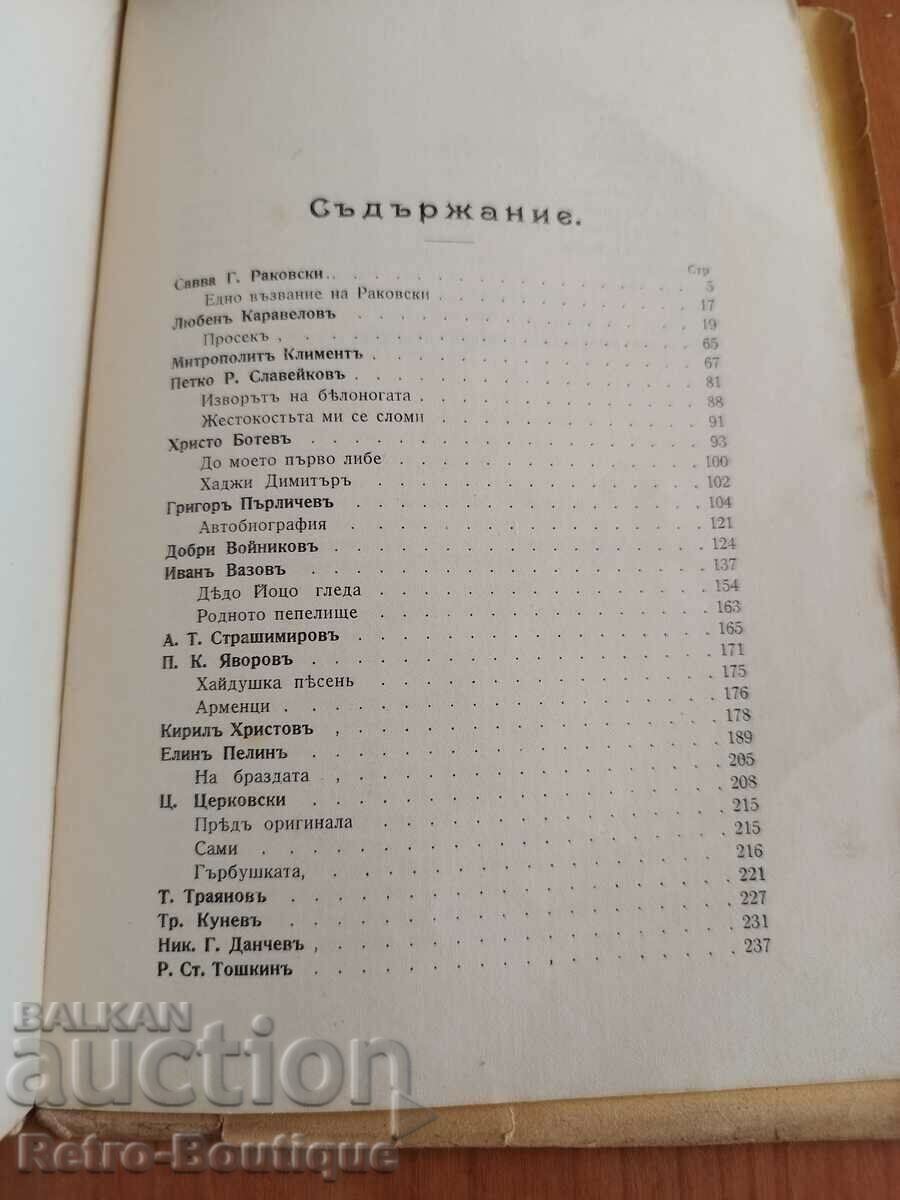 Съдържание.
Стр
Савва Г. Раковски . . . . . . . . 5
Едно възвание на Раковски . . . . . . . . 17
Любенъ Каравеловъ . . . . . . . . 19
Просекъ , . . . . . . . . 65
Митрополитъ Климентъ . . . . . . . . 67
Петко Р. Славейковъ . . . . . . . . 81
Изворътъ на бѣлоногата . . . . . . . . 88
Жестокостьта ми се сломи . . . . . . . . 91
Христо Ботевъ . . . . . . . . 93
До моето първо либе . . . . . . . . 100
Хаджи Димитъръ . . . . . . . . 102
Григоръ Пърличевъ . . . . . . . . 104
Автобиография . . . . . . . . 121
Добри Войниковъ . . . . . . . . 124
Иванъ Вазовъ . . . . . . . . 137
Дѣдо Йоцо гледа . . . . . . . . 154
Родното пепелище . . . . . . . . 163
А. Т. Страшимировъ . . . . . . . . 165
П. К. Яворовъ . . . . . . . . 171
Хайдушка пѣсень . . . . . . . . 175
Арменци . . . . . . . . 176
Кирилъ Христовъ , . . . . . . . . 178
Елинъ Пелинъ . . . . . . . . 189
На браздата , . . . . . . . . 205
Ц. Церковски . . . . . . . . 208
Прѣдъ оригинала . . . . . . . . 215
Сами . . . . . . . . 215
Гърбушката, . . . . . . . . 216
Т. Траяновъ . . . . . . . . 221
Тр. Куневъ . . . . . . . . 227
Ник. Г. Данчевъ , . . . . . . . . 231
Р. Ст. Тошкинъ . . . . . . . . 237
BALKAN
auction
Retro-Boutique